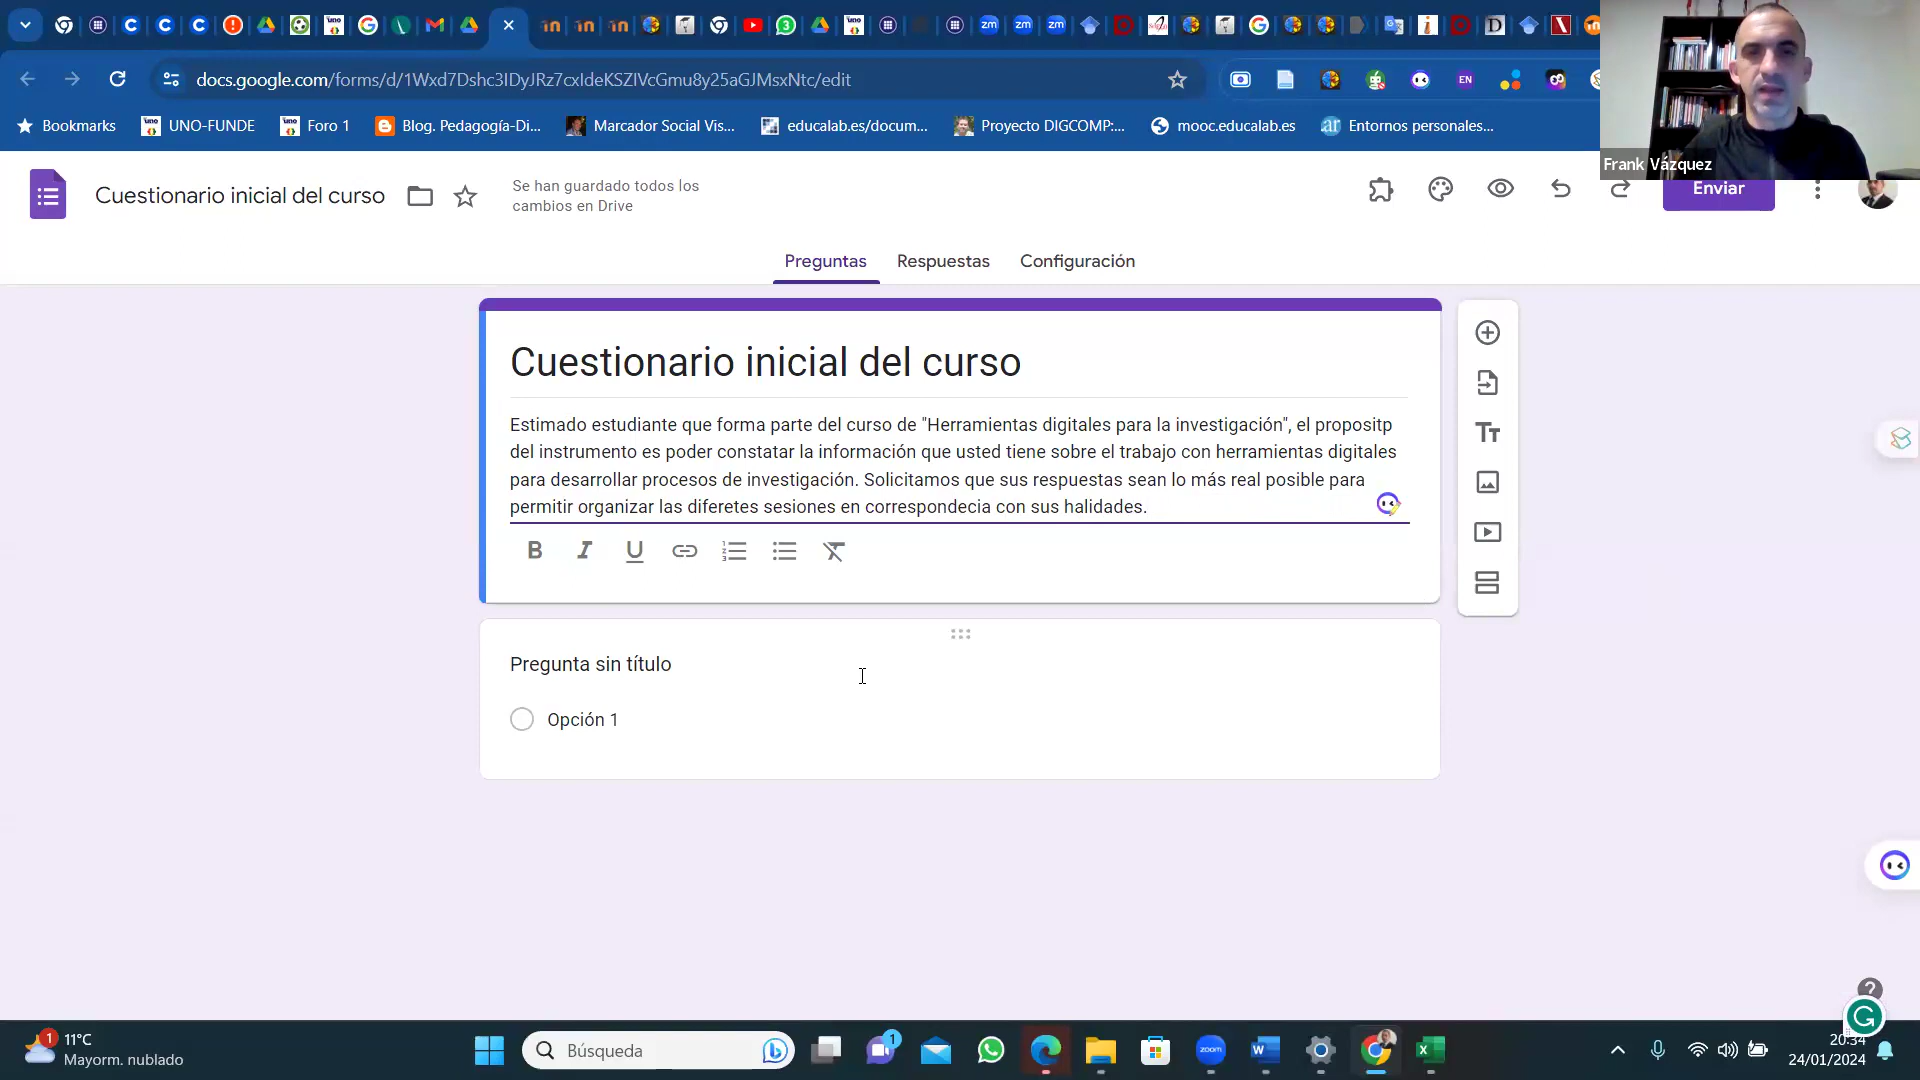 docs.google.com/forms/d/1Wxd7Dshc3IDyJRz7cxIdeKSZlVcGmu8y25aGJMsxNtc/edit
Bookmarks
UNO-FUNDE
Foro 1
Blog. Pedagogía-Di...
Marcador Social Vis...
educalab.es/docum...
Proyecto DIGCOMP:...
mooc.educalab.es
Entornos personales...
Frank Vázquez
Cuestionario inicial del curso
Se han guardado todos los
cambios en Drive
Enviar
Preguntas
Respuestas
Configuración
Cuestionario inicial del curso
Estimado estudiante que forma parte del curso de "Herramientas digitales para la investigación", el propositp
del instrumento es poder constatar la información que usted tiene sobre el trabajo con herramientas digitales
para desarrollar procesos de investigación. Solicitamos que sus respuestas sean lo más real posible para
permitir organizar las diferetes sesiones en correspondecia con sus halidades.
B I U
Pregunta sin título
Opción 1
11°C
Mayorm. nublado
Búsqueda
20:34
24/01/2024